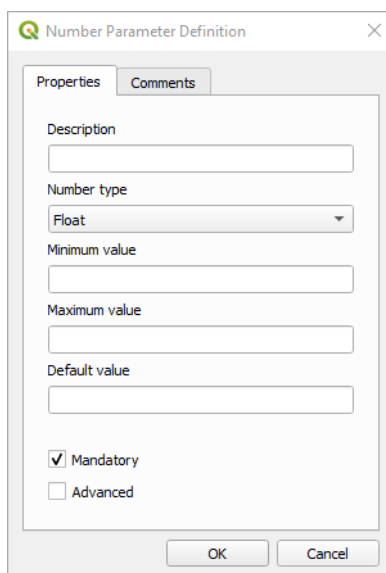 Number Parameter Definition
Properties
Comments
Description
Number type
Float
Minimum value
Maximum value
Default value
Mandatory
Advanced
OK
Cancel